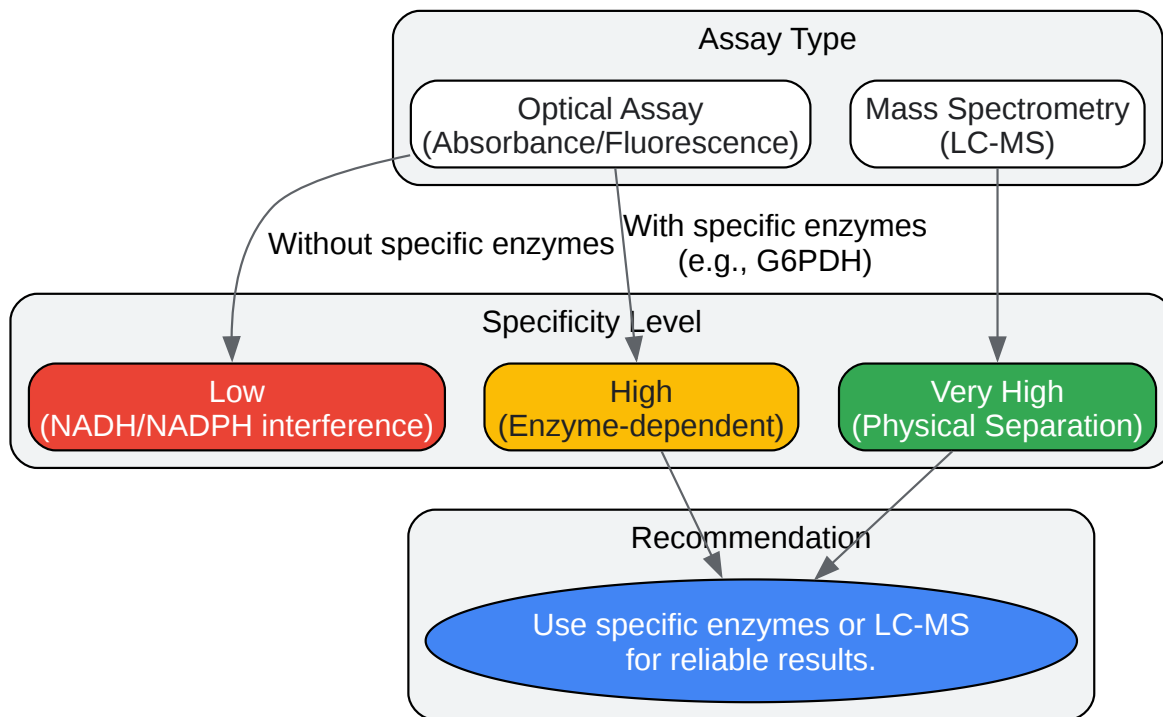 Assay Type
Optical Assay
(Absorbance/Fluorescence)
Mass Spectrometry
(LC-MS)
Without specific enzymes
With specific enzymes
(e.g., G6PDH)
Specificity Level
Low
(NADH/NADPH interference)
High
(Enzyme-dependent)
Very High
(Physical Separation)
Recommendation
Use specific enzymes or LC-MS
for reliable results.